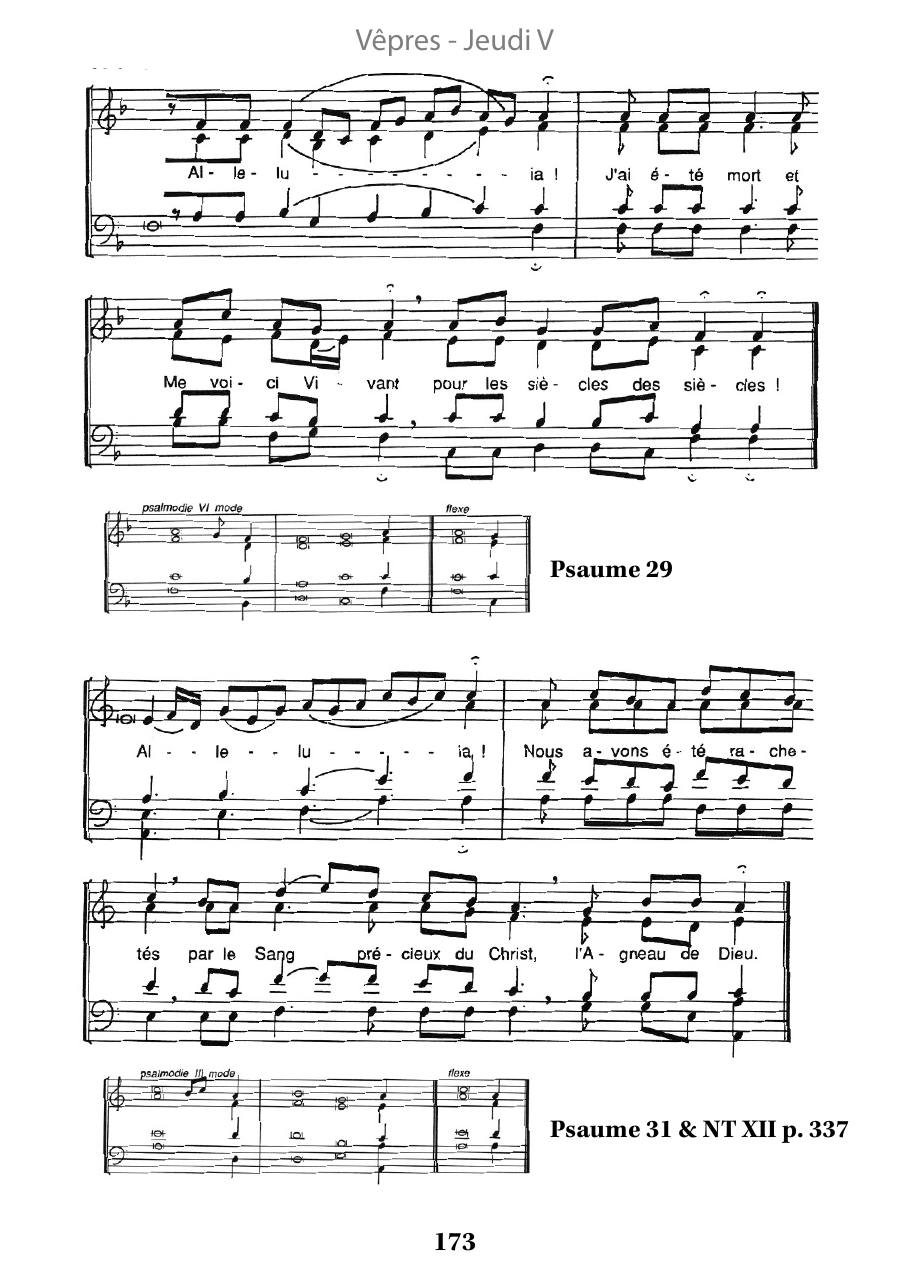 Vêpres - Jeudi V
Al - le - lu - - - - - - - - ia ! J'ai é - té mort et
Me voi - ci Vi - vant pour les siè - cles des siè - cles !
psalmodie VI mode flexe
Psaume 29
Al - - le - - lu - - - - - ia, ! Nous a - vons é - té ra - che -
tés par le Sang pré - cieux du Christ, l'A - gneau de Dieu.
psalmodie III mode flexe
Psaume 31 & NT XII p. 337
173